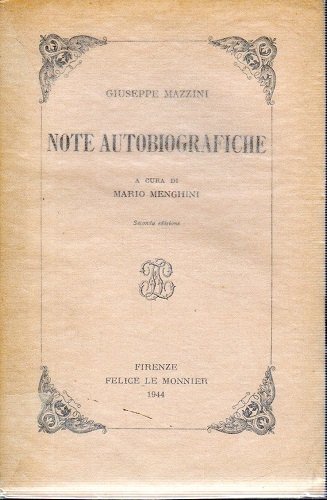 GIUSEPPE MAZZINI
NOTE AUTOBIOGRAFICHE
A CURA DI
MARIO MENGHINI
Seconda edizione
FIRENZE
FELICE LE MONNIER
1944